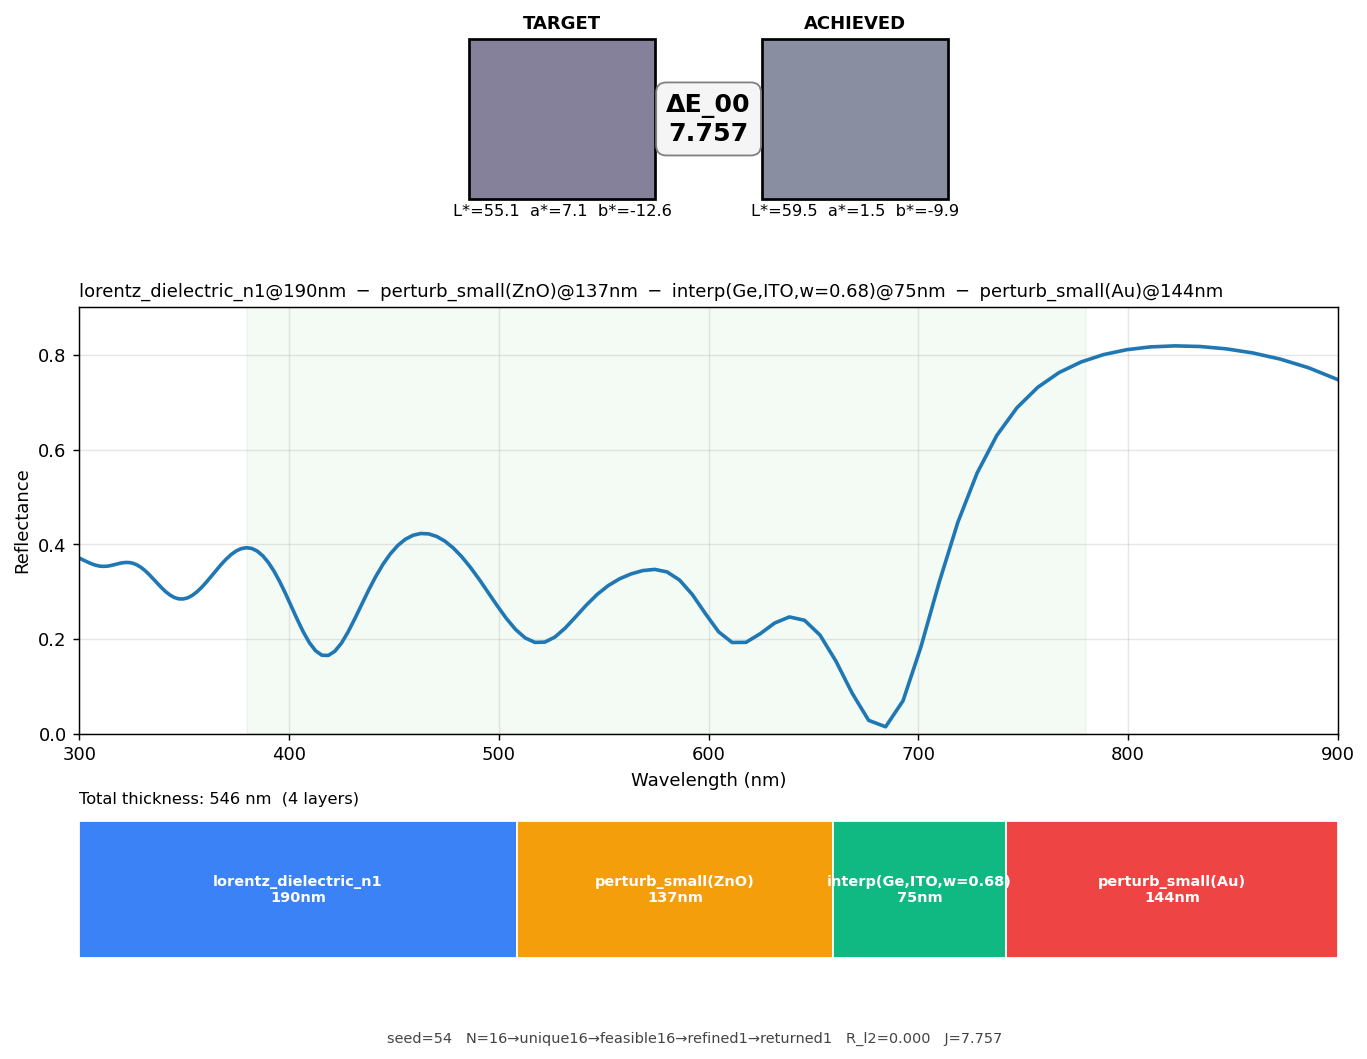 TARGET
ACHIEVED
ΔE_00
7.757
L*=55.1  a*=7.1  b*=-12.6
L*=59.5  a*=1.5  b*=-9.9
lorentz_dielectric_n1@190nm − perturb_small(ZnO)@137nm − interp(Ge,ITO,w=0.68)@75nm − perturb_small(Au)@144nm
Reflectance
0.8
0.6
0.4
0.2
0.0
300 400 500 600 700 800 900
Wavelength (nm)
Total thickness: 546 nm  (4 layers)
lorentz_dielectric_n1
190nm
perturb_small(ZnO)
137nm
interp(Ge,ITO,w=0.68)
75nm
perturb_small(Au)
144nm
seed=54   N=16→unique16→feasible16→refined1→returned1   R_l2=0.000   J=7.757